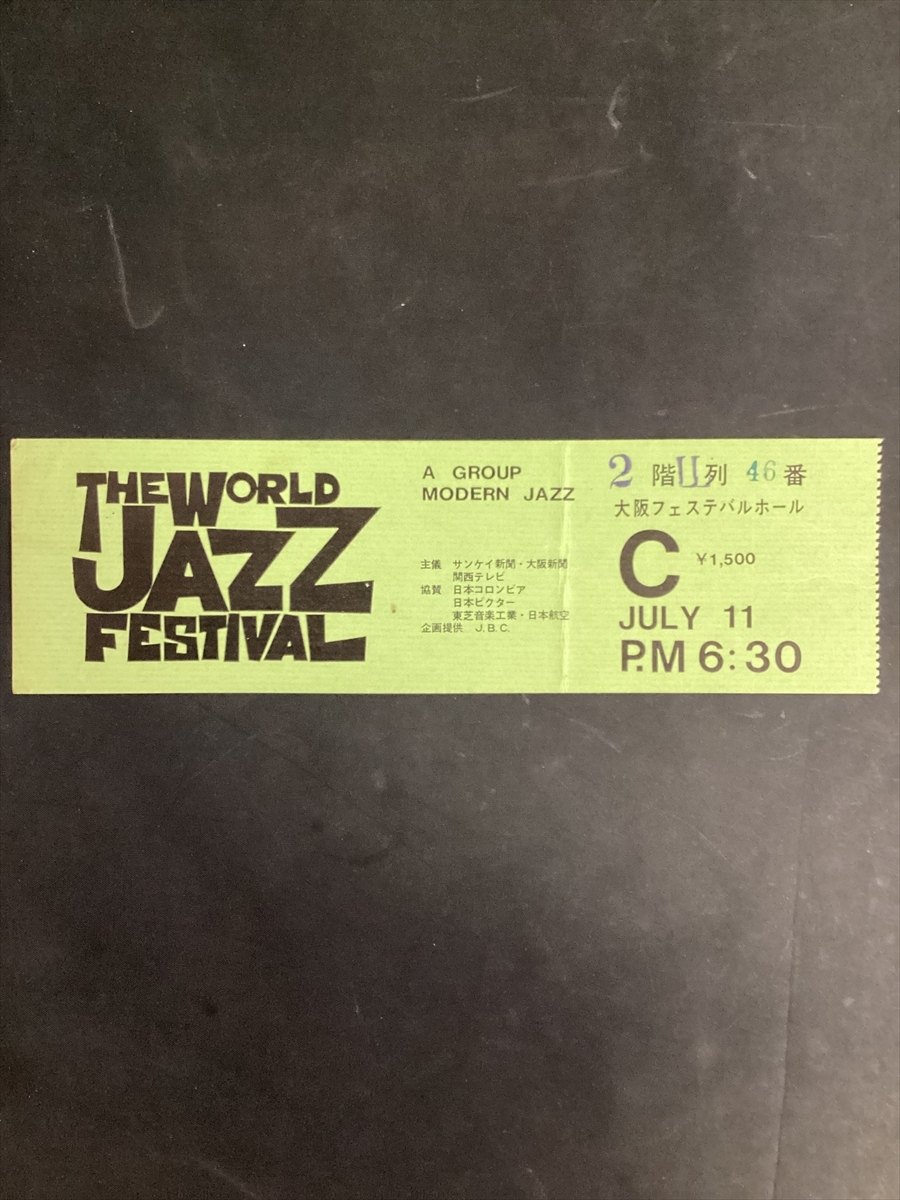 THE WORLD
JAZZ
FESTIVAL
A GROUP
MODERN JAZZ
主儀 サンケイ新聞・大阪新聞
関西テレビ
協賛 日本コロンビア
日本ビクター
東芝音楽工業・日本航空
企画提供 J.B.C.
2 階 LL 列 46 番
大阪フェスティバルホール
C ¥1,500
JULY 11
P.M 6:30